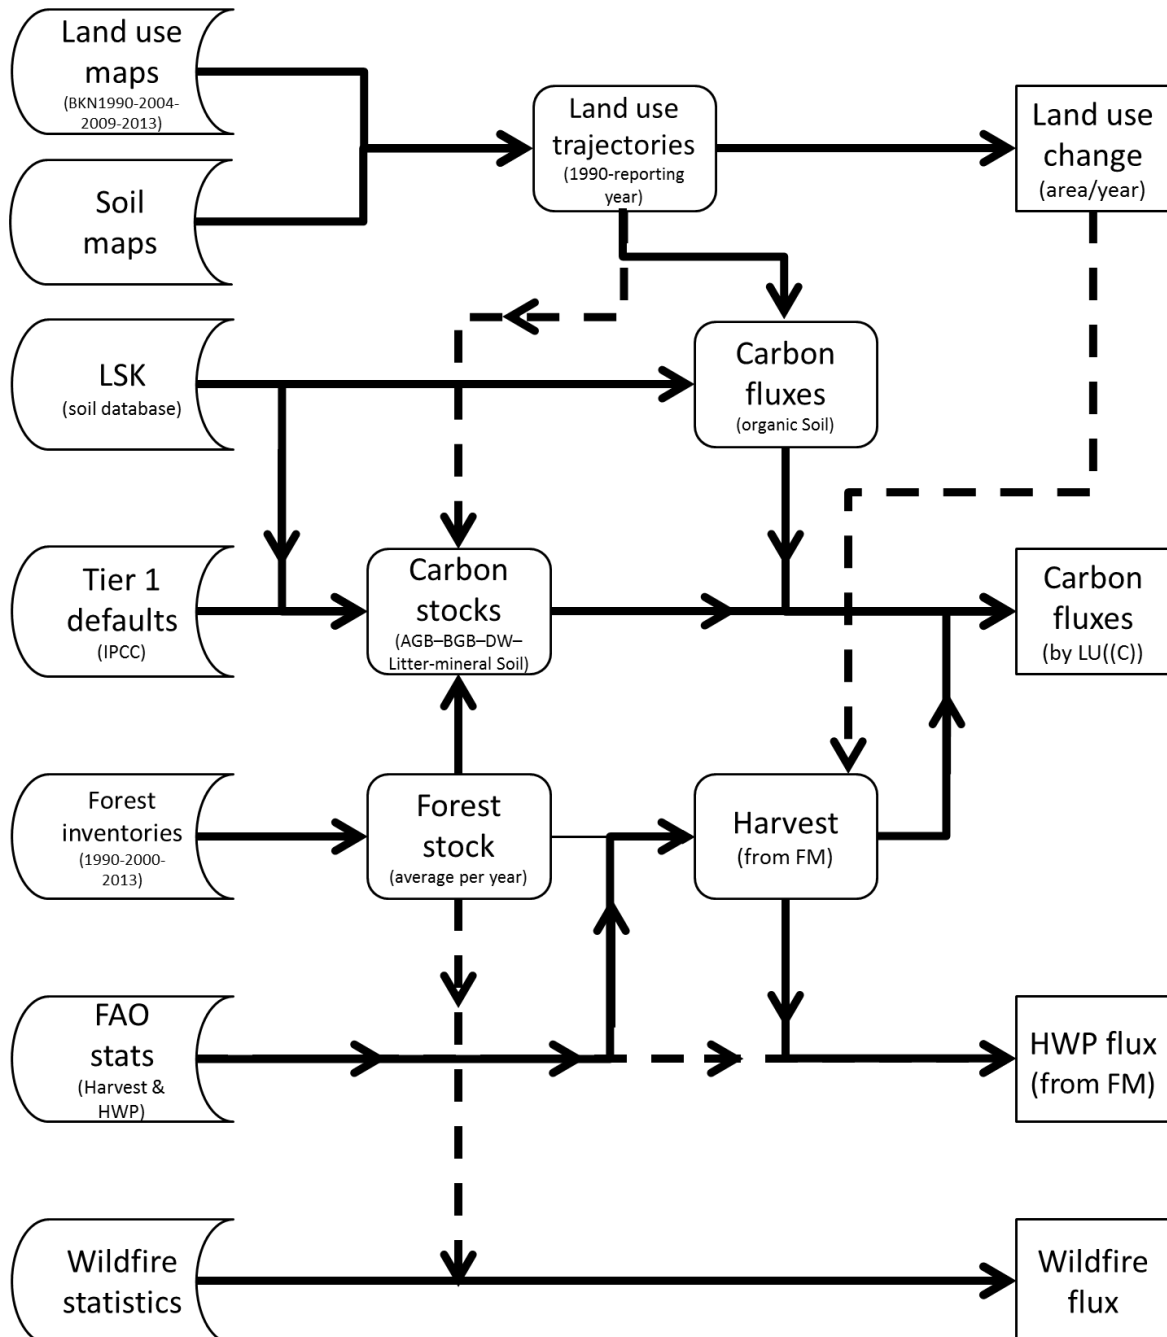 Land use
maps
(BKN1990-2004-
2009-2013)
Land use
trajectories
(1990-reporting
year)
Land use
change
(area/year)
Soil
maps
LSK
(soil database)
Carbon
fluxes
(organic Soil)
Tier 1
defaults
(IPCC)
Carbon
stocks
(AGB–BGB–DW–
Litter-mineral Soil)
Carbon
fluxes
(by LU((C))
Forest
inventories
(1990-2000-
2013)
Forest
stock
(average per year)
Harvest
(from FM)
FAO
stats
(Harvest &
HWP)
HWP flux
(from FM)
Wildfire
statistics
Wildfire
flux